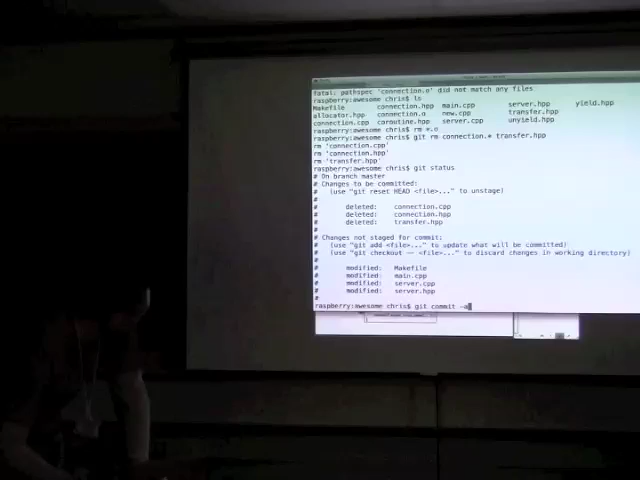 fatal: pathspec 'connection.o' did not match any files
raspberry:awesome chris$ ls
Makefile connection.hpp main.cpp server.hpp yield.hpp
allocator.hpp connection.o new.cpp transfer.hpp
connection.cpp coroutine.hpp server.cpp unyield.hpp
raspberry:awesome chris$ rm *.o
raspberry:awesome chris$ git rm connection.* transfer.hpp
rm 'connection.cpp'
rm 'connection.hpp'
rm 'transfer.hpp'
raspberry:awesome chris$ git status
# On branch master
# Changes to be committed:
# (use "git reset HEAD <file>..." to unstage)
#
# deleted: connection.cpp
# deleted: connection.hpp
# deleted: transfer.hpp
#
# Changes not staged for commit:
# (use "git add <file>..." to update what will be committed)
# (use "git checkout -- <file>..." to discard changes in working directory)
#
# modified: Makefile
# modified: main.cpp
# modified: server.cpp
# modified: server.hpp
#
raspberry:awesome chris$ git commit -a